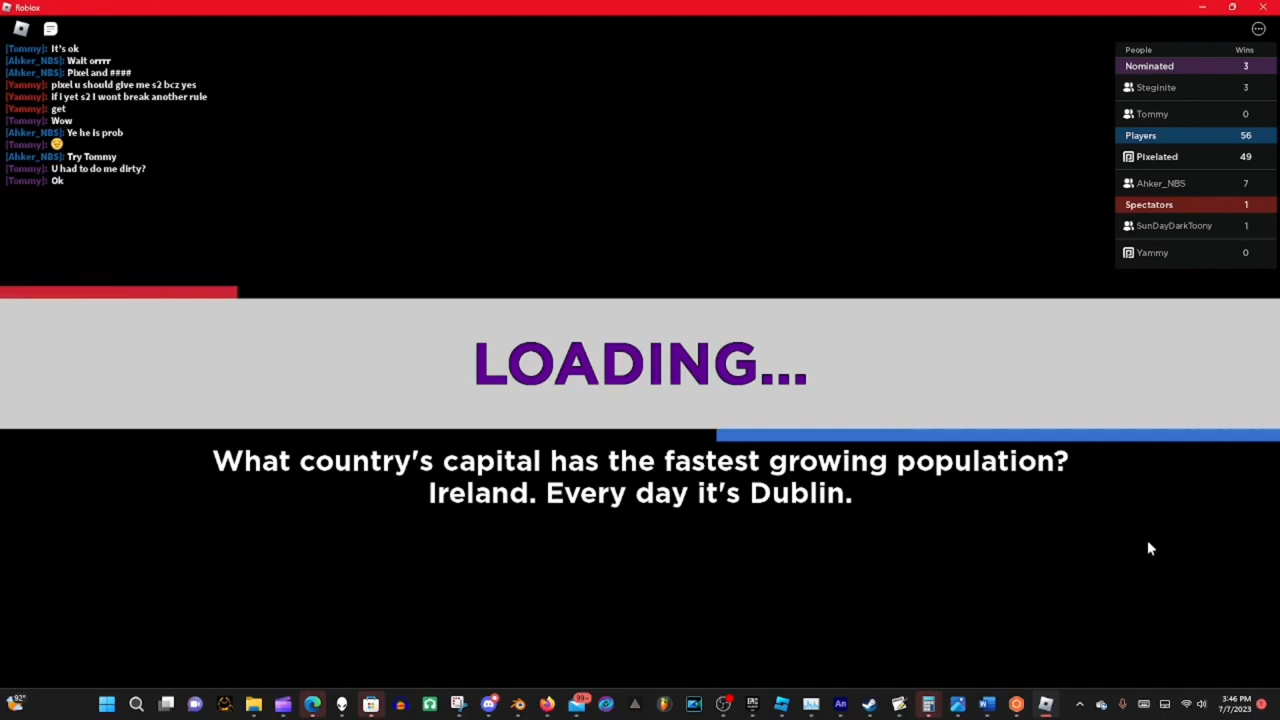 Roblox
[Tommy]: It's ok
[Ahker_NBS]: Wait orrrr
[Ahker_NBS]: Pixel and ####
[Yammy]: pixel u should give me s2 bcz yes
[Yammy]: if i yet s2 I wont break another rule
[Yammy]: get
[Tommy]: Wow
[Ahker_NBS]: Ye he is prob
[Tommy]: 
[Ahker_NBS]: Try Tommy
[Tommy]: U had to do me dirty?
[Tommy]: Ok
People Wins
Nominated 3
Steginite 3
Tommy 0
Players 56
Pixelated 49
Ahker_NBS 7
Spectators 1
SunDayDarkToony 1
Yammy 0
LOADING...
What country's capital has the fastest growing population?
Ireland. Every day it's Dublin.
92°
99+
An
3:46 PM
7/7/2023